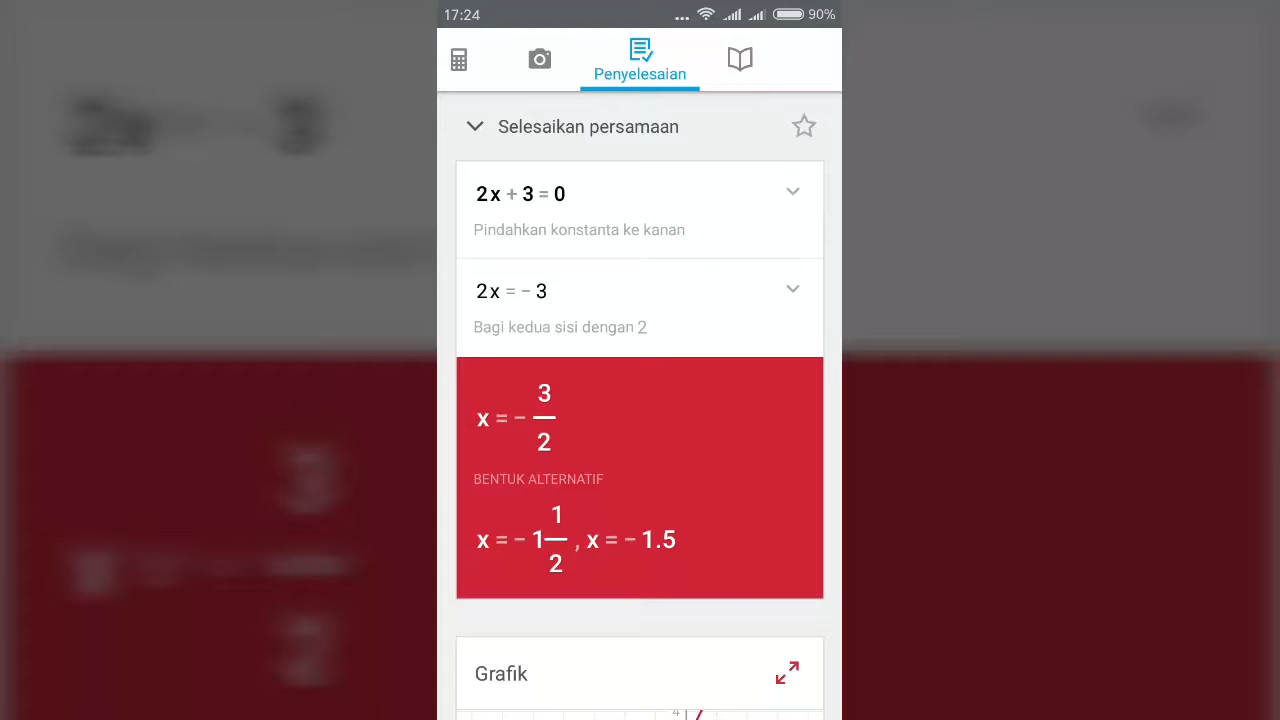 17:24 ... 90%
Penyelesaian
Selesaikan persamaan
2x + 3 = 0
Pindahkan konstanta ke kanan
2x = - 3
Bagi kedua sisi dengan 2
x = - 3/2
BENTUK ALTERNATIF
x = - 1 1/2 , x = - 1.5
Grafik
4